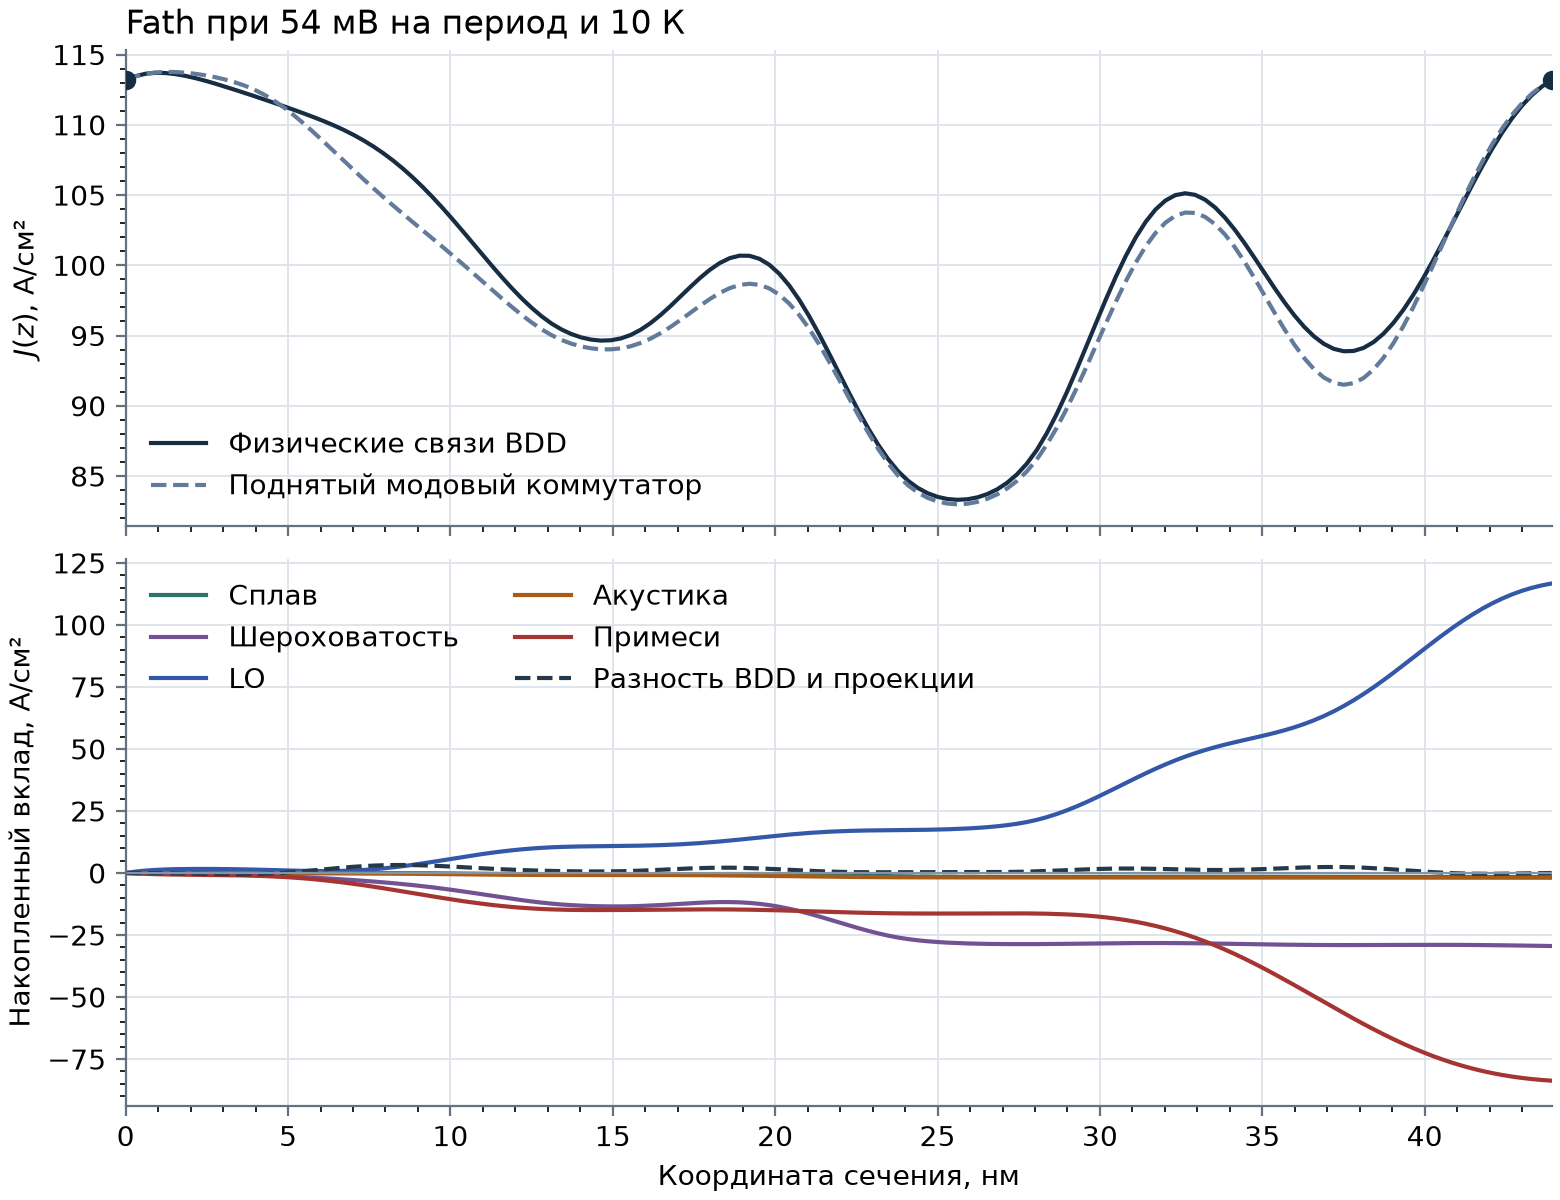 Fath при 54 мВ на период и 10 К
115
110
105
100
95
90
85
J(z), А/см²
Физические связи BDD
Поднятый модовый коммутатор
125
100
75
50
25
0
−25
−50
−75
Накопленный вклад, А/см²
Сплав
Шероховатость
LO
Акустика
Примеси
Разность BDD и проекции
0 5 10 15 20 25 30 35 40
Координата сечения, нм